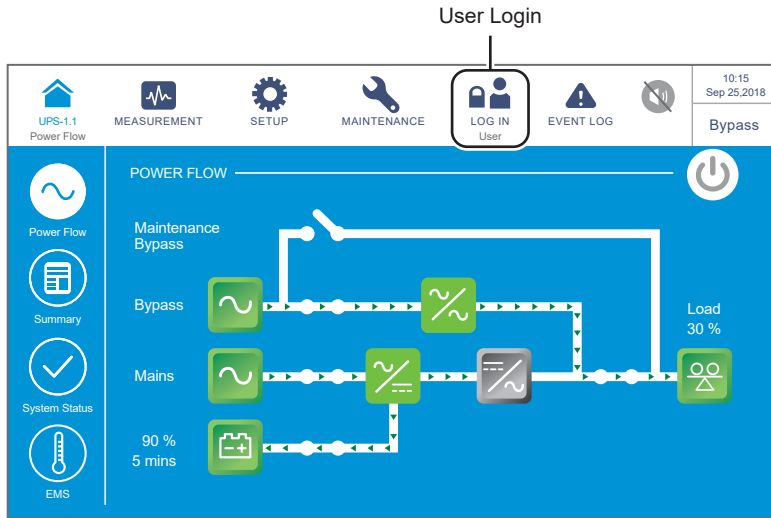 User Login
UPS-1.1
Power Flow
MEASUREMENT
SETUP
MAINTENANCE
LOG IN
User
EVENT LOG
10:15
Sep 25,2018
Bypass
POWER FLOW
Power Flow
Summary
System Status
EMS
Maintenance
Bypass
Bypass
Mains
90 %
5 mins
Load
30 %